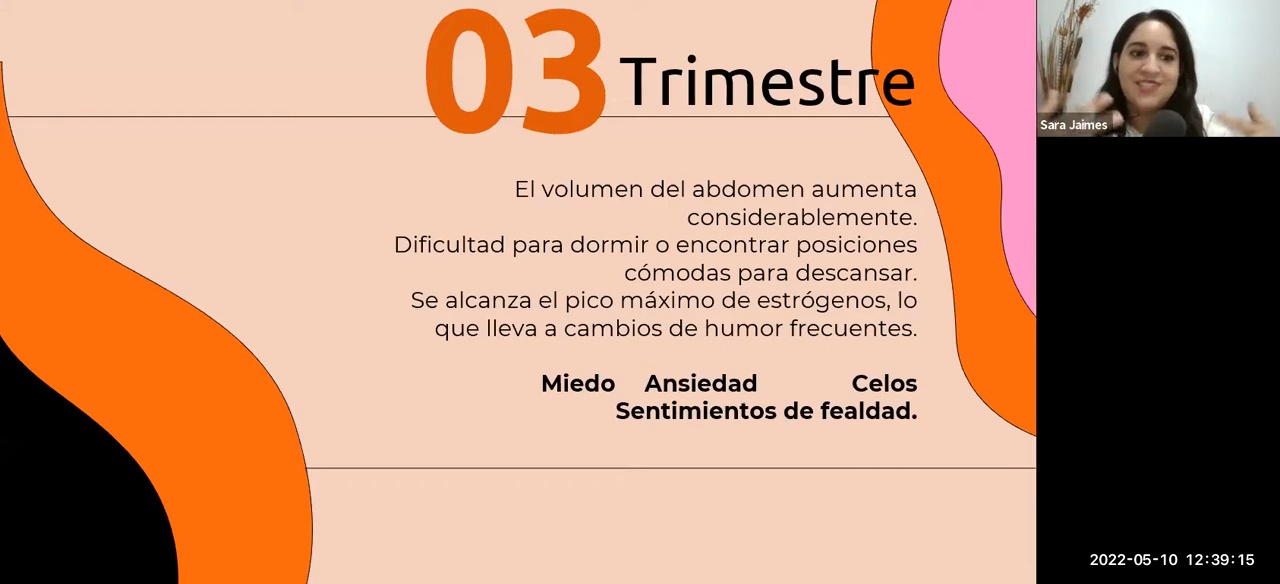 03 Trimestre
El volumen del abdomen aumenta
considerablemente.
Dificultad para dormir o encontrar posiciones
cómodas para descansar.
Se alcanza el pico máximo de estrógenos, lo
que lleva a cambios de humor frecuentes.
Miedo Ansiedad Celos
Sentimientos de fealdad.
Sara Jaimes
2022-05-10 12:39:15